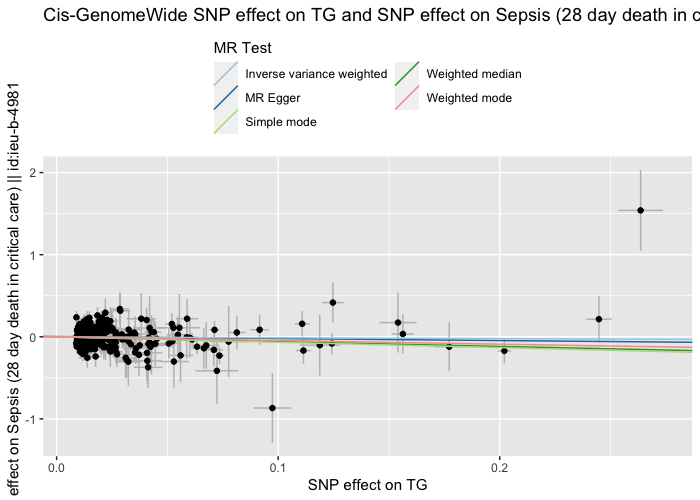 Cis-GenomeWide SNP effect on TG and SNP effect on Sepsis (28 day death in c
MR Test
Inverse variance weighted
Weighted median
MR Egger
Weighted mode
Simple mode
effect on Sepsis (28 day death in critical care) || id:ieu-b-4981
2
1
0
-1
0.0
0.1
0.2
SNP effect on TG